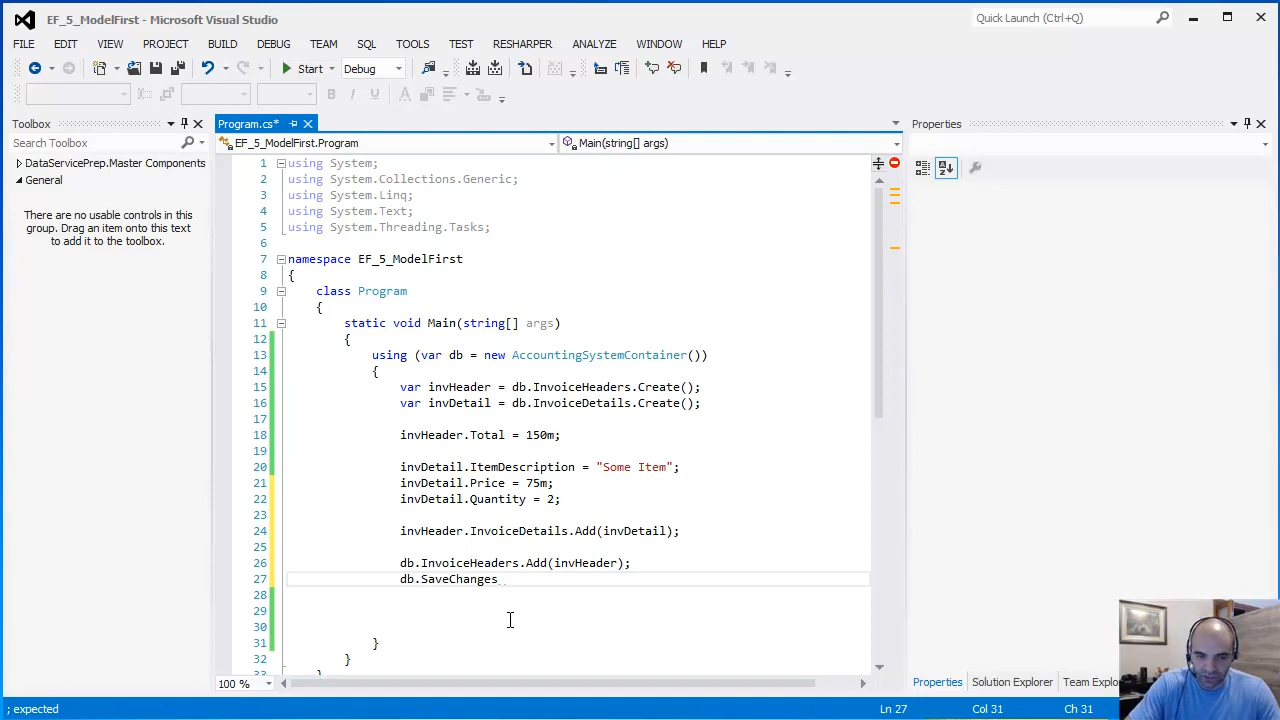 EF_5_ModelFirst - Microsoft Visual Studio
Quick Launch (Ctrl+Q)
FILE EDIT VIEW PROJECT BUILD DEBUG TEAM SQL TOOLS TEST RESHARPER ANALYZE WINDOW HELP
Start Debug
Toolbox
Program.cs*
Properties
Search Toolbox
EF_5_ModelFirst.Program
Main(string[] args)
DataServicePrep.Master Components
General
There are no usable controls in this
group. Drag an item onto this text
to add it to the toolbox.
1 using System;
2 using System.Collections.Generic;
3 using System.Linq;
4 using System.Text;
5 using System.Threading.Tasks;
6
7 namespace EF_5_ModelFirst
8 {
9 class Program
10 {
11 static void Main(string[] args)
12 {
13 using (var db = new AccountingSystemContainer())
14 {
15 var invHeader = db.InvoiceHeaders.Create();
16 var invDetail = db.InvoiceDetails.Create();
17
18 invHeader.Total = 150m;
19
20 invDetail.ItemDescription = "Some Item";
21 invDetail.Price = 75m;
22 invDetail.Quantity = 2;
23
24 invHeader.InvoiceDetails.Add(invDetail);
25
26 db.InvoiceHeaders.Add(invHeader);
27 db.SaveChanges
28
29
30
31 }
32 }
33 }
100 %
Properties Solution Explorer Team Explo
; expected
Ln 27 Col 31 Ch 31